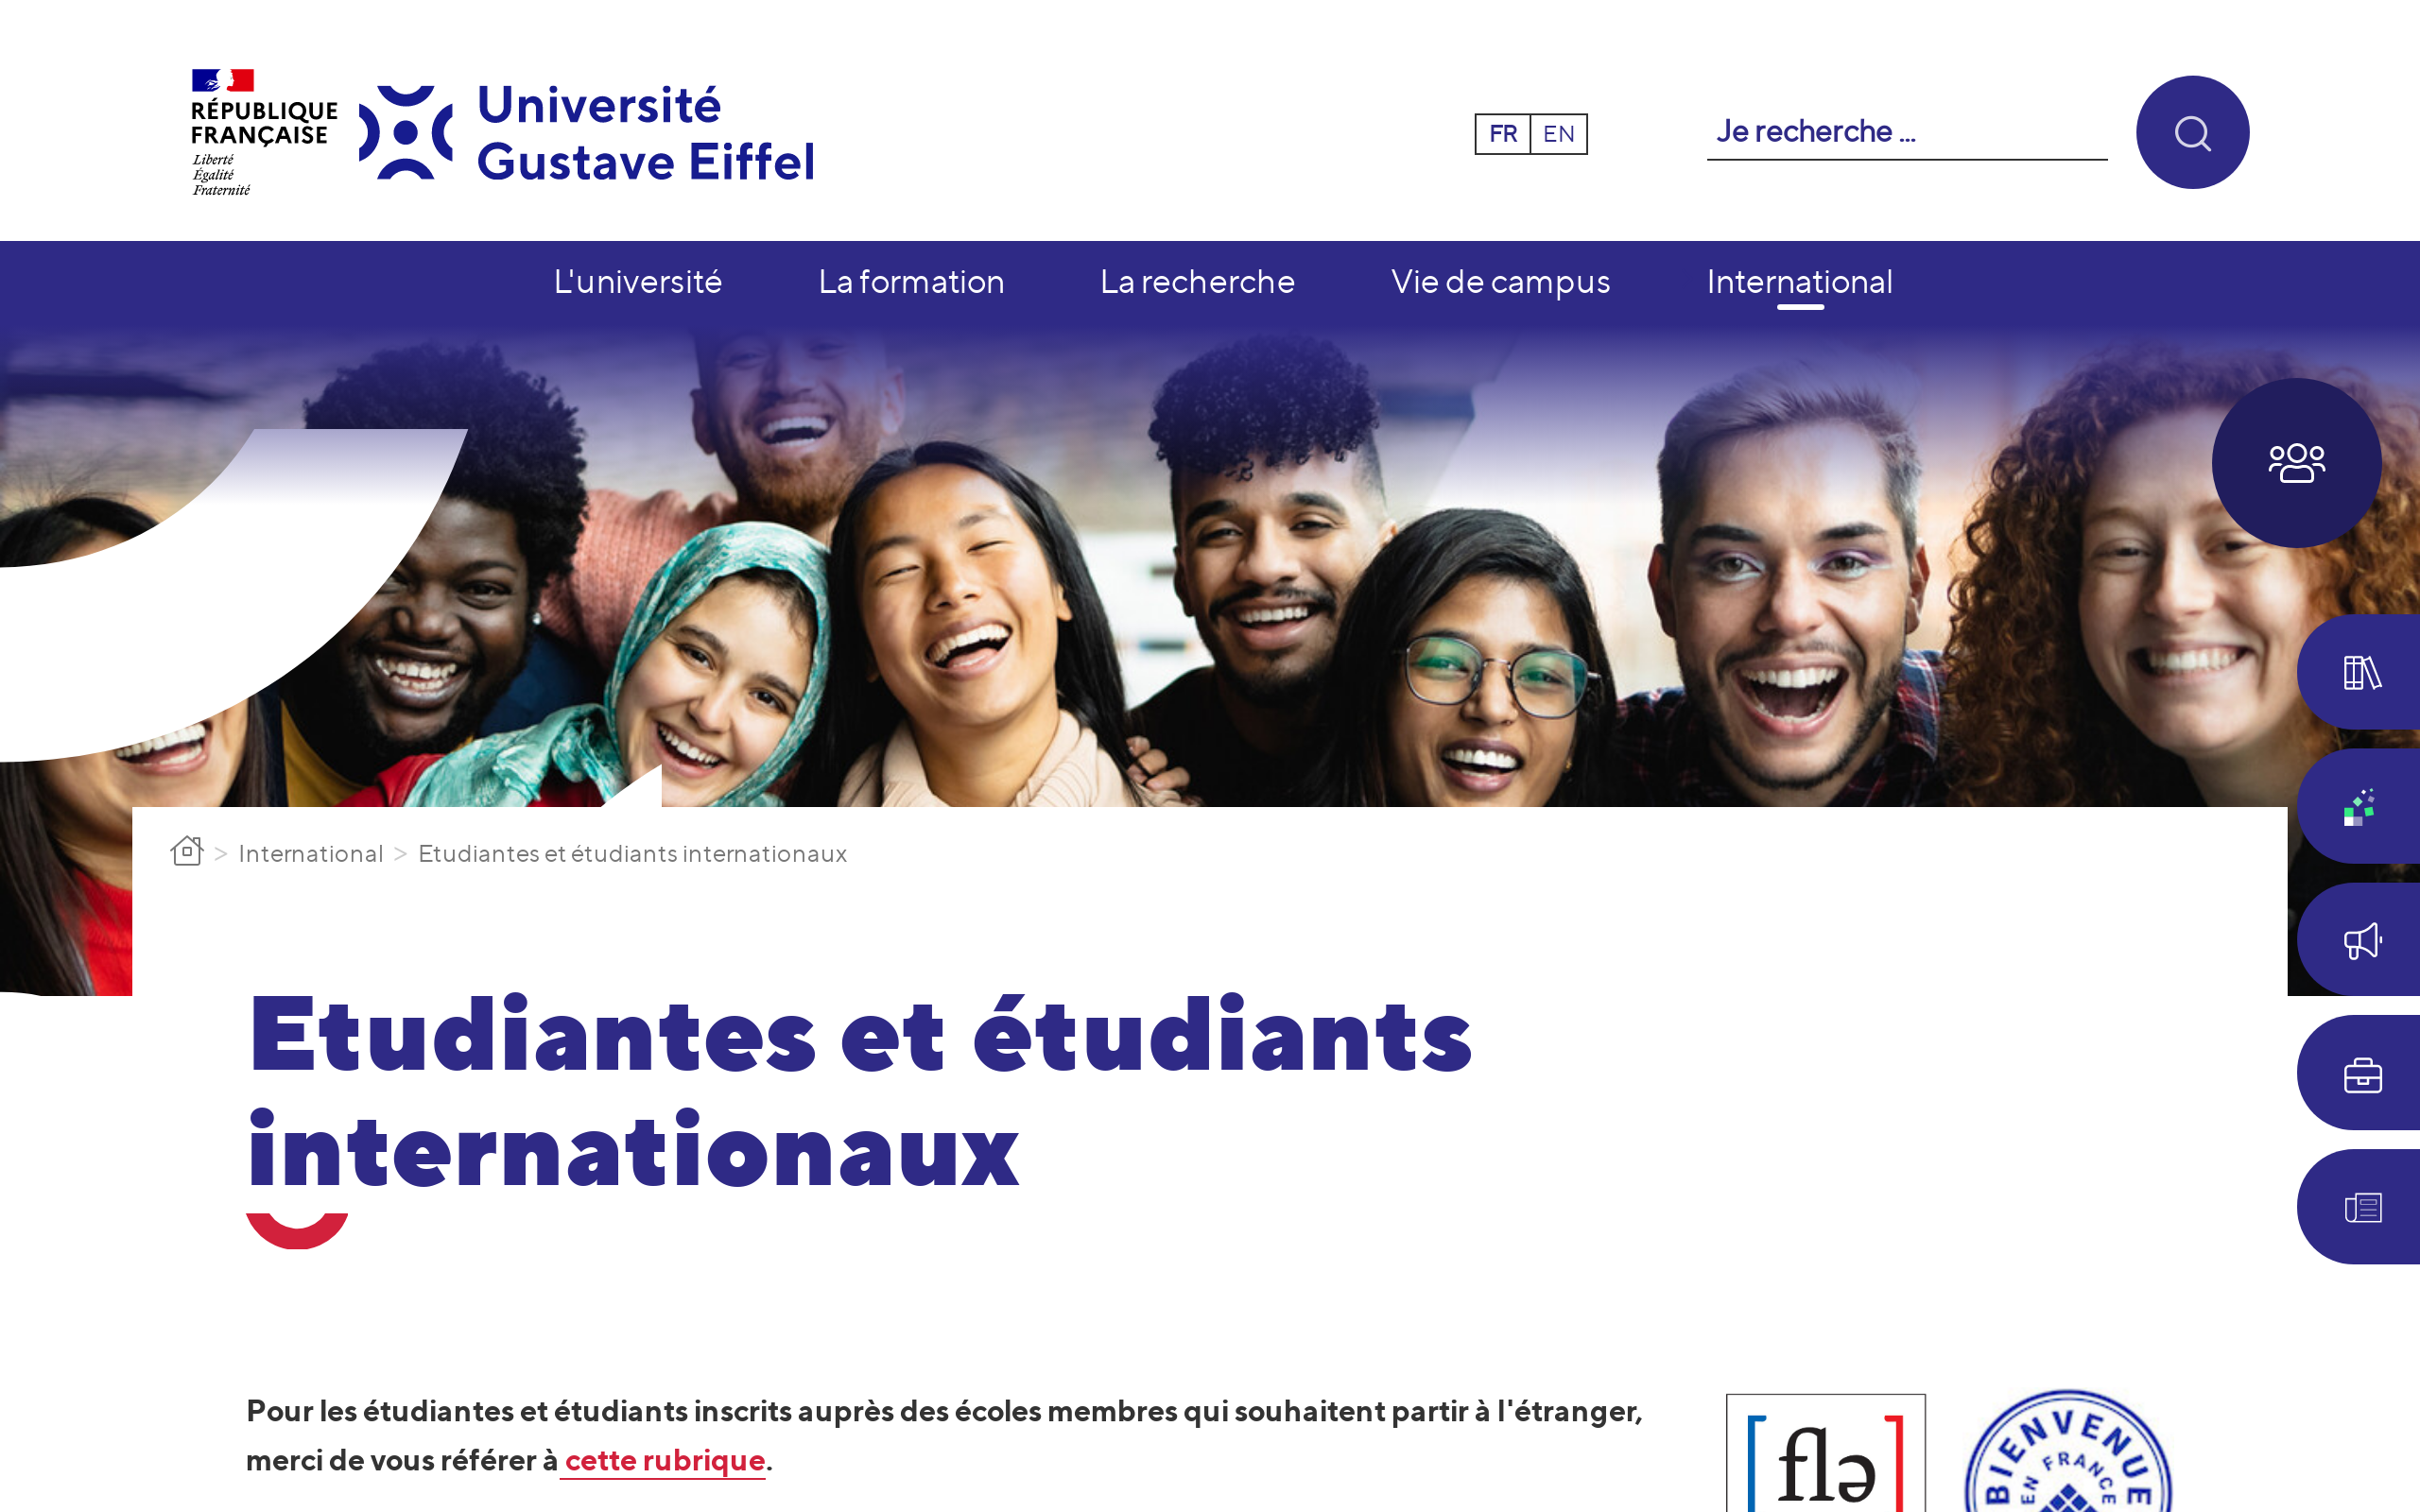 RÉPUBLIQUE
FRANÇAISE
Liberté
Égalité
Fraternité
Université
Gustave Eiffel
FR EN
Je recherche ...
L'université La formation La recherche Vie de campus International
> International > Etudiantes et étudiants internationaux
Etudiantes et étudiants
internationaux
Pour les étudiantes et étudiants inscrits auprès des écoles membres qui souhaitent partir à l'étranger,
merci de vous référer à cette rubrique.
flə
BIENVENUE
EN FRANCE